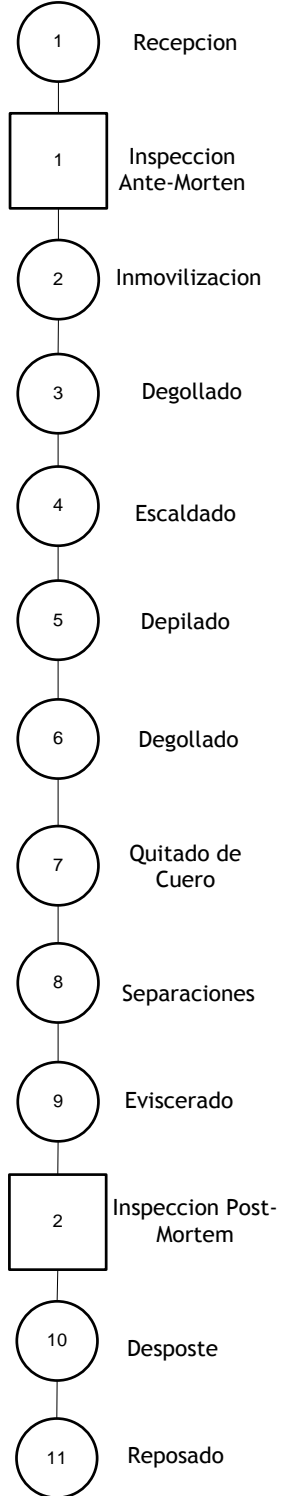 1
Recepcion
1
Inspeccion
Ante-Morten
2
Inmovilizacion
3
Degollado
4
Escaldado
5
Depilado
6
Degollado
7
Quitado de
Cuero
8
Separaciones
9
Eviscerado
2
Inspeccion Post-
Mortem
10
Desposte
11
Reposado